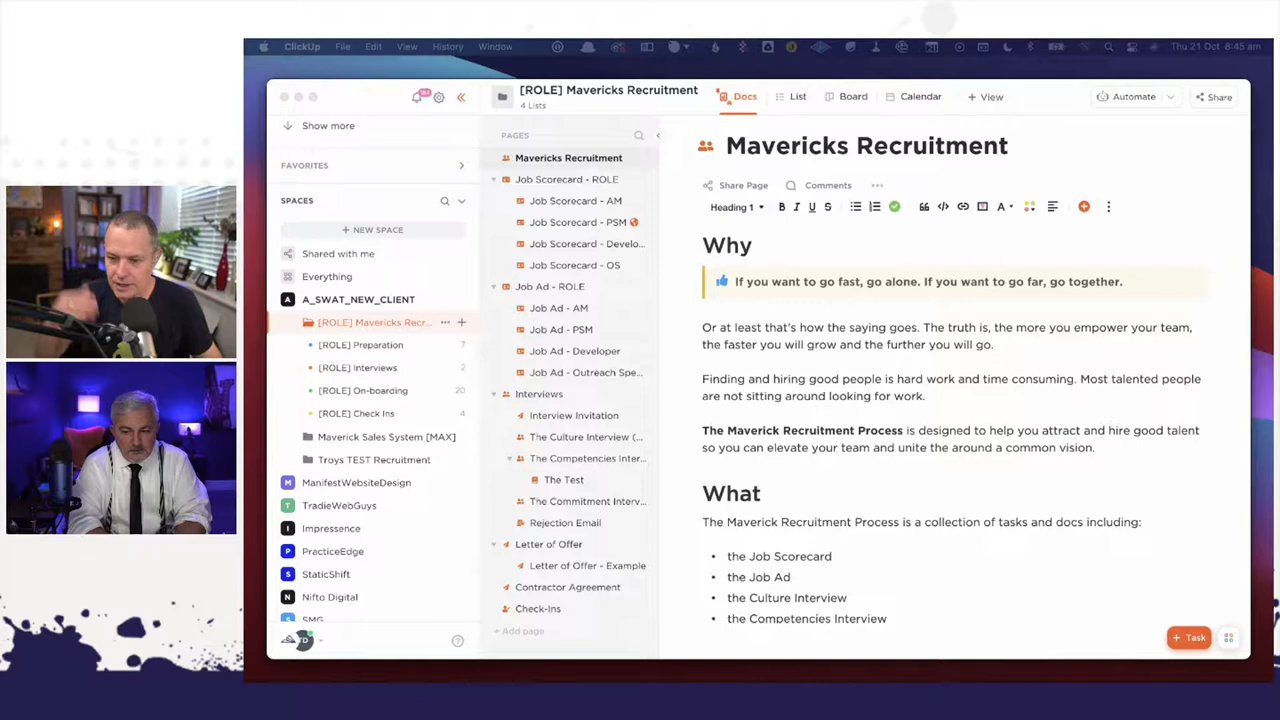 ClickUp File Edit View History Window
Thu 21 Oct 8:45 am
Show more
FAVORITES
SPACES
+ NEW SPACE
Shared with me
Everything
A A_SWAT_NEW_CLIENT
[ROLE] Mavericks Recr...
[ROLE] Preparation 7
[ROLE] Interviews 2
[ROLE] On-boarding 20
[ROLE] Check Ins 4
Maverick Sales System [MAX]
Troys TEST Recruitment
M ManifestWebsiteDesign
T TradieWebGuys
I Impressence
P PracticeEdge
S StaticShift
N Nifto Digital
S SMG
[ROLE] Mavericks Recruitment
4 Lists
Docs
List
Board
Calendar
+ View
Automate
Share
PAGES
Mavericks Recruitment
Job Scorecard - ROLE
Job Scorecard - AM
Job Scorecard - PSM
Job Scorecard - Develo...
Job Scorecard - OS
Job Ad - ROLE
Job Ad - AM
Job Ad - PSM
Job Ad - Developer
Job Ad - Outreach Spe...
Interviews
Interview Invitation
The Culture Interview (...
The Competencies Inter...
The Test
The Commitment Interv...
Rejection Email
Letter of Offer
Letter of Offer - Example
Contractor Agreement
Check-Ins
+ Add page
Mavericks Recruitment
Share Page Comments ...
Heading 1 B I U S A
Why
If you want to go fast, go alone. If you want to go far, go together.
Or at least that's how the saying goes. The truth is, the more you empower your team,
the faster you will grow and the further you will go.
Finding and hiring good people is hard work and time consuming. Most talented people
are not sitting around looking for work.
The Maverick Recruitment Process is designed to help you attract and hire good talent
so you can elevate your team and unite the around a common vision.
What
The Maverick Recruitment Process is a collection of tasks and docs including:
• the Job Scorecard
• the Job Ad
• the Culture Interview
• the Competencies Interview
+ Task